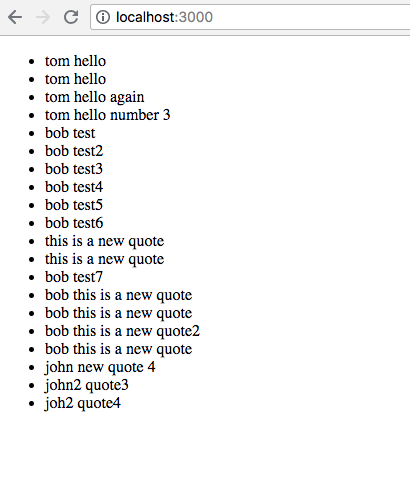 localhost:3000
tom hello
tom hello
tom hello again
tom hello number 3
bob test
bob test2
bob test3
bob test4
bob test5
bob test6
this is a new quote
this is a new quote
bob test7
bob this is a new quote
bob this is a new quote
bob this is a new quote2
bob this is a new quote
john new quote 4
john2 quote3
joh2 quote4